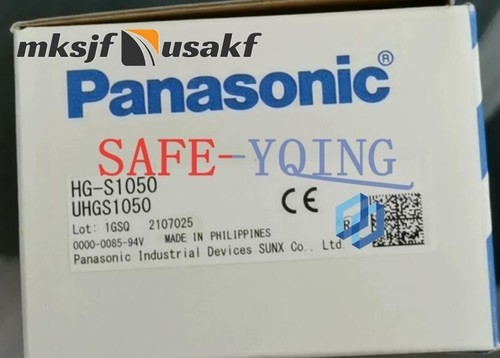 mksjf usakf
Panasonic®
SAFE-YQING
HG-S1050
UHGS1050
CE
Lot: 1GSQ 2107025
R
0000-0085-94V MADE IN PHILIPPINES
Panasonic Industrial Devices SUNX Co., Ltd.